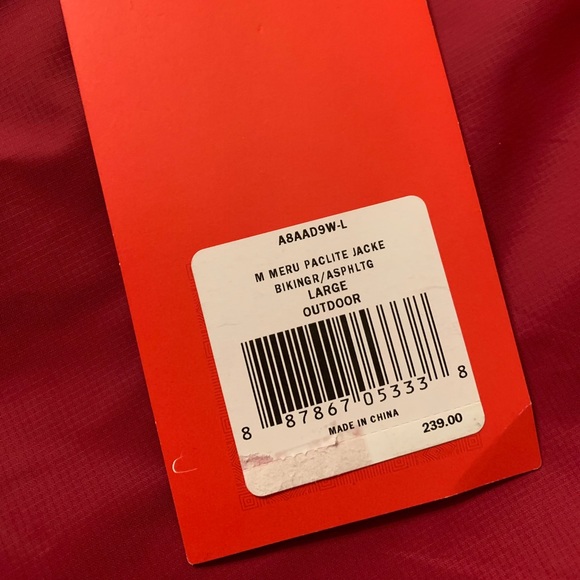 A8AAD9W-L
M MERU PACLITE JACKE
BIKINGR/ASPHLTG
LARGE
OUTDOOR
8 87867 05333 8
MADE IN CHINA
239.00